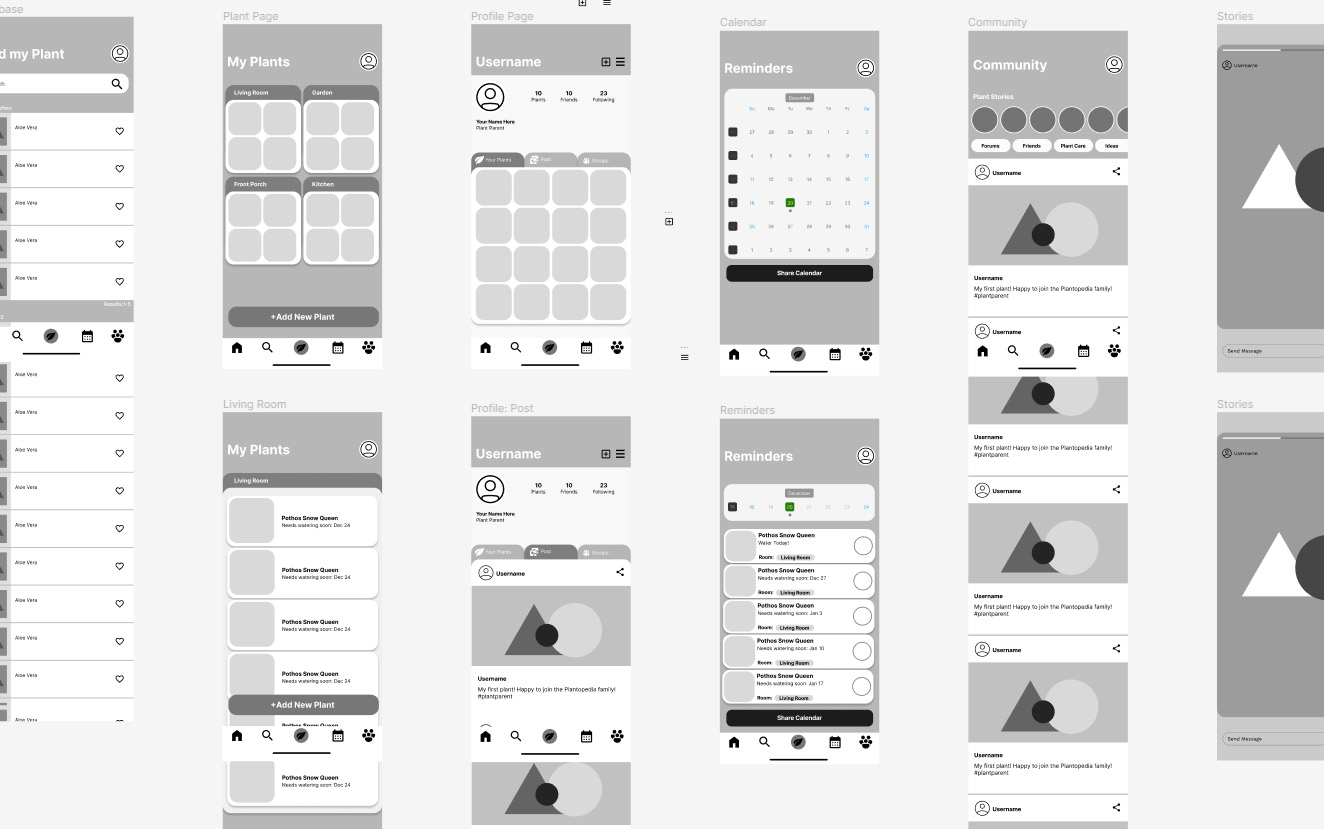 base
d my Plant
Aloe Vera
Aloe Vera
Aloe Vera
Aloe Vera
Aloe Vera
Results:1-5
Aloe Vera
Aloe Vera
Aloe Vera
Aloe Vera
Aloe Vera
Aloe Vera
Aloe Vera
Aloe Vera
Aloe Vera
Aloe Vera
Plant Page
My Plants
Living Room
Garden
Front Porch
Kitchen
+Add New Plant
Living Room
My Plants
Living Room
Pothos Snow Queen
Needs watering soon: Dec 24
Pothos Snow Queen
Needs watering soon: Dec 24
Pothos Snow Queen
Needs watering soon: Dec 24
Pothos Snow Queen
Needs watering soon: Dec 24
+Add New Plant
Pothos Snow Queen
Pothos Snow Queen
Needs watering soon: Dec 24
Profile Page
Username
10 10 23
Plants Friends Following
Your Name Here
Plant Parent
Your Plants Post Groups
Profile: Post
Username
10 10 23
Plants Friends Following
Your Name Here
Plant Parent
Your Plants Post Groups
Username
Username
My first plant! Happy to join the Plantopedia family!
#plantparent
Calendar
Reminders
December
Su Mo Tu We Th Fr Sa
27 28 29 30 1 2 3
4 5 6 7 8 9 10
11 12 13 14 15 16 17
18 19 20 21 22 23 24
25 26 27 28 29 30 31
1 2 3 4 5 6 7
Share Calendar
Reminders
Reminders
December
20 21 22 23 24
Pothos Snow Queen
Water Today!
Room: Living Room
Pothos Snow Queen
Needs watering soon: Dec 27
Room: Living Room
Pothos Snow Queen
Needs watering soon: Jan 3
Room: Living Room
Pothos Snow Queen
Needs watering soon: Jan 10
Room: Living Room
Pothos Snow Queen
Needs watering soon: Jan 17
Room: Living Room
Share Calendar
Community
Community
Plant Stories
Forums Friends Plant Care Ideas
Username
Username
My first plant! Happy to join the Plantopedia family!
#plantparent
Username
Username
My first plant! Happy to join the Plantopedia family!
#plantparent
Username
Username
My first plant! Happy to join the Plantopedia family!
#plantparent
Username
Username
My first plant! Happy to join the Plantopedia family!
#plantparent
Username
Stories
Username
Send Message
Stories
Username
Send Message